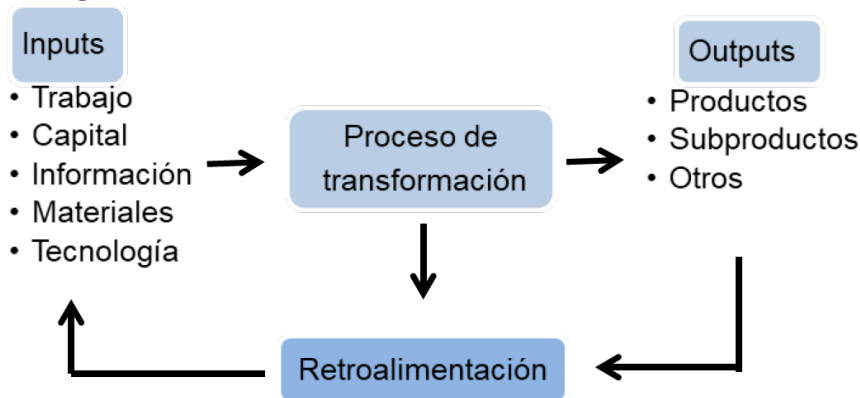 Inputs
• Trabajo
• Capital
• Información
• Materiales
• Tecnología
Proceso de
transformación
Outputs
• Productos
• Subproductos
• Otros
Retroalimentación